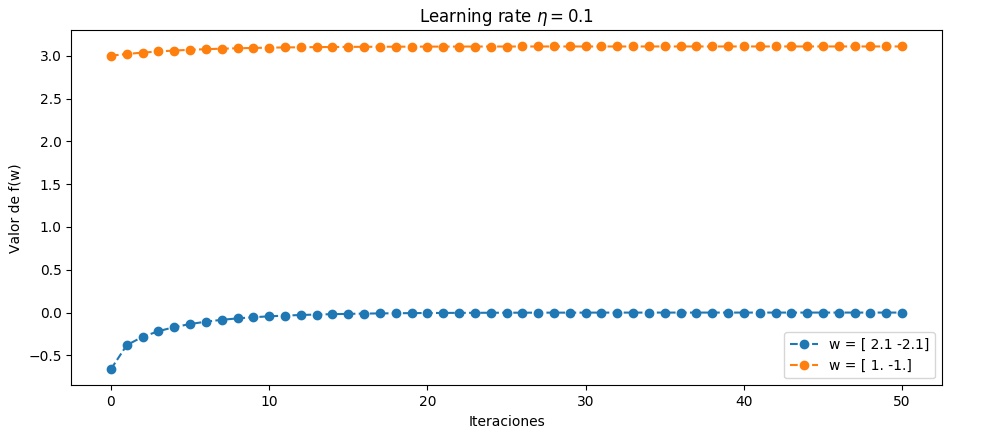 Learning rate η = 0.1
Valor de f(w)
3.0
2.5
2.0
1.5
1.0
0.5
0.0
−0.5
0 10 20 30 40 50
Iteraciones
w = [ 2.1 -2.1]
w = [ 1. -1.]